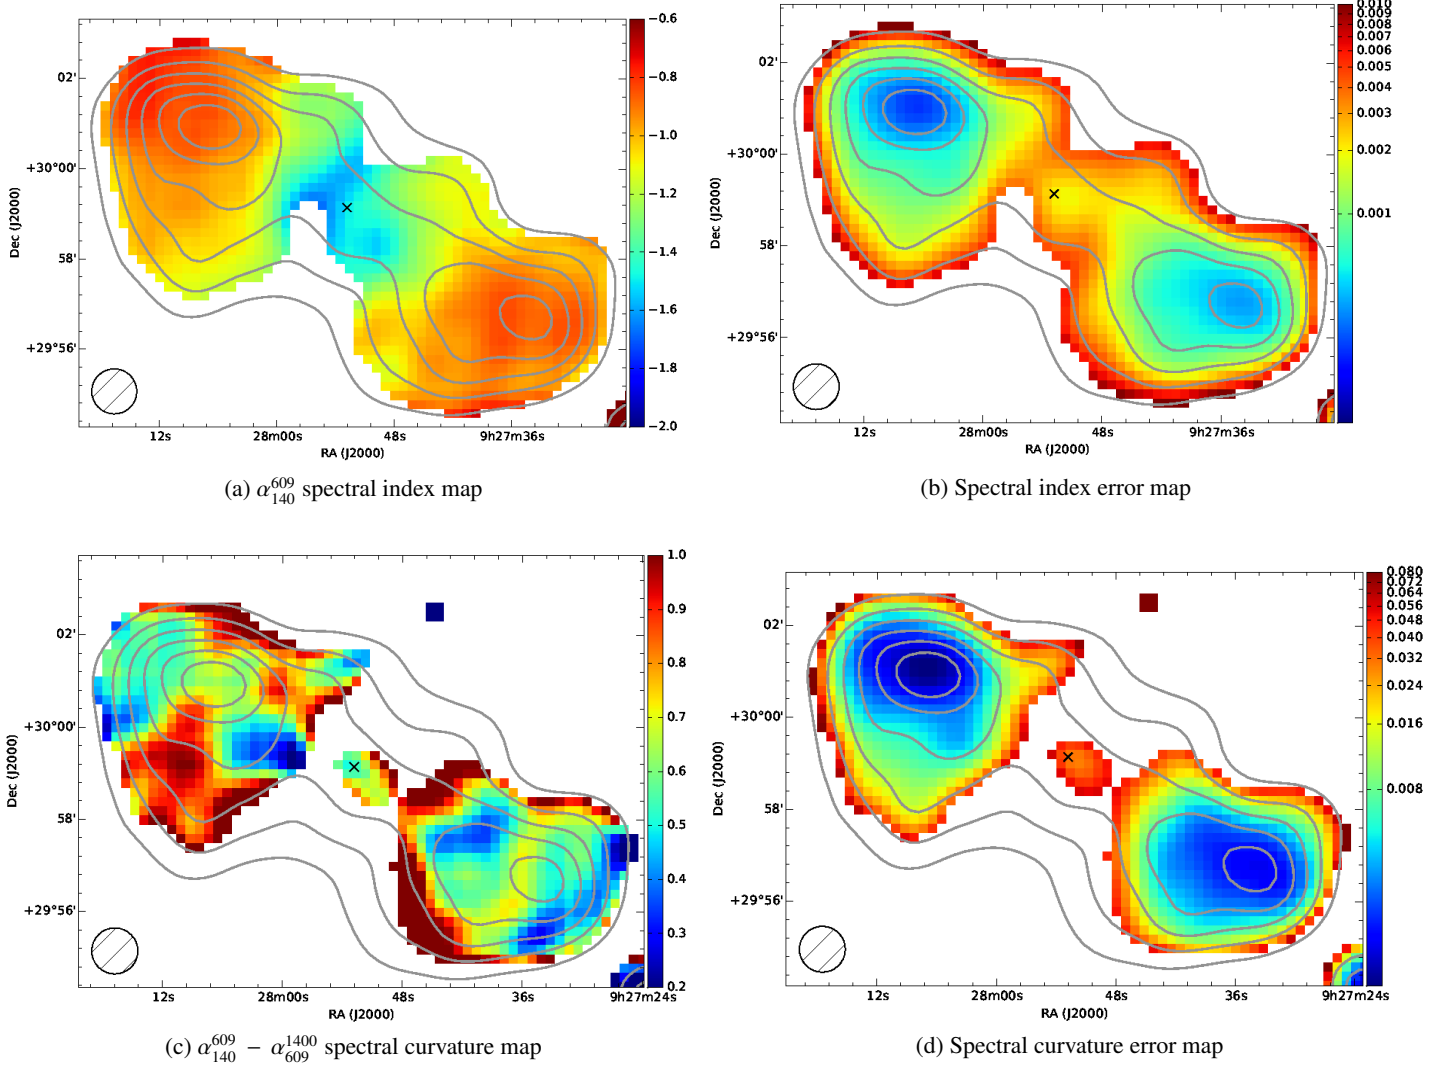 −0.6
−0.8
−1.0
−1.2
−1.4
−1.6
−1.8
−2.0
02'
+30°00'
58'
+29°56'
Dec (J2000)
12s
28m00s
48s
9h27m36s
RA (J2000)
(a) α₁₄₀⁶⁰⁹ spectral index map
0.010
0.009
0.008
0.007
0.006
0.005
0.004
0.003
0.002
0.001
02'
+30°00'
58'
+29°56'
Dec (J2000)
12s
28m00s
48s
9h27m36s
RA (J2000)
(b) Spectral index error map
1.0
0.9
0.8
0.7
0.6
0.5
0.4
0.3
0.2
02'
+30°00'
58'
+29°56'
Dec (J2000)
12s
28m00s
48s
36s
9h27m24s
RA (J2000)
(c) α₁₄₀⁶⁰⁹ − α₆₀₉¹⁴⁰⁰ spectral curvature map
0.080
0.072
0.064
0.056
0.048
0.040
0.032
0.024
0.016
0.008
02'
+30°00'
58'
+29°56'
Dec (J2000)
12s
28m00s
48s
36s
9h27m24s
RA (J2000)
(d) Spectral curvature error map